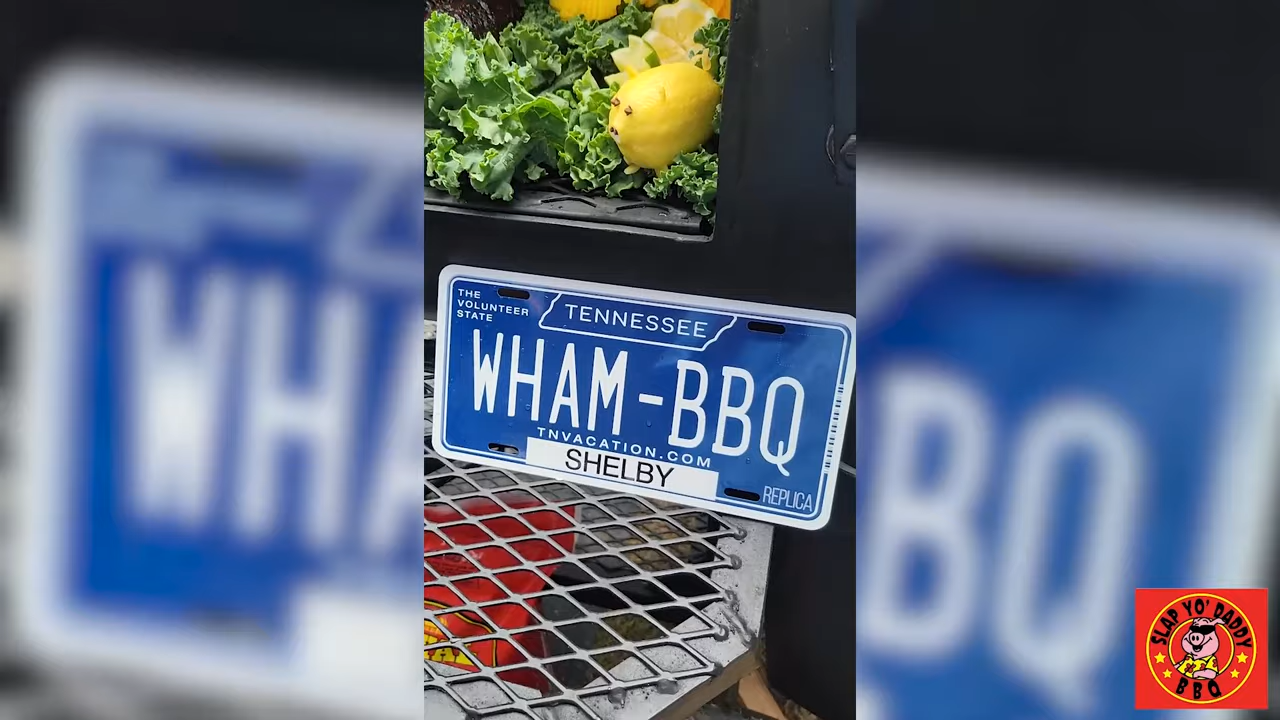 THE
VOLUNTEER
STATE
TENNESSEE
WHAM-BBQ
TNVACATION.COM
SHELBY
REPLICA
SLAP YO' DADDY
BBQ